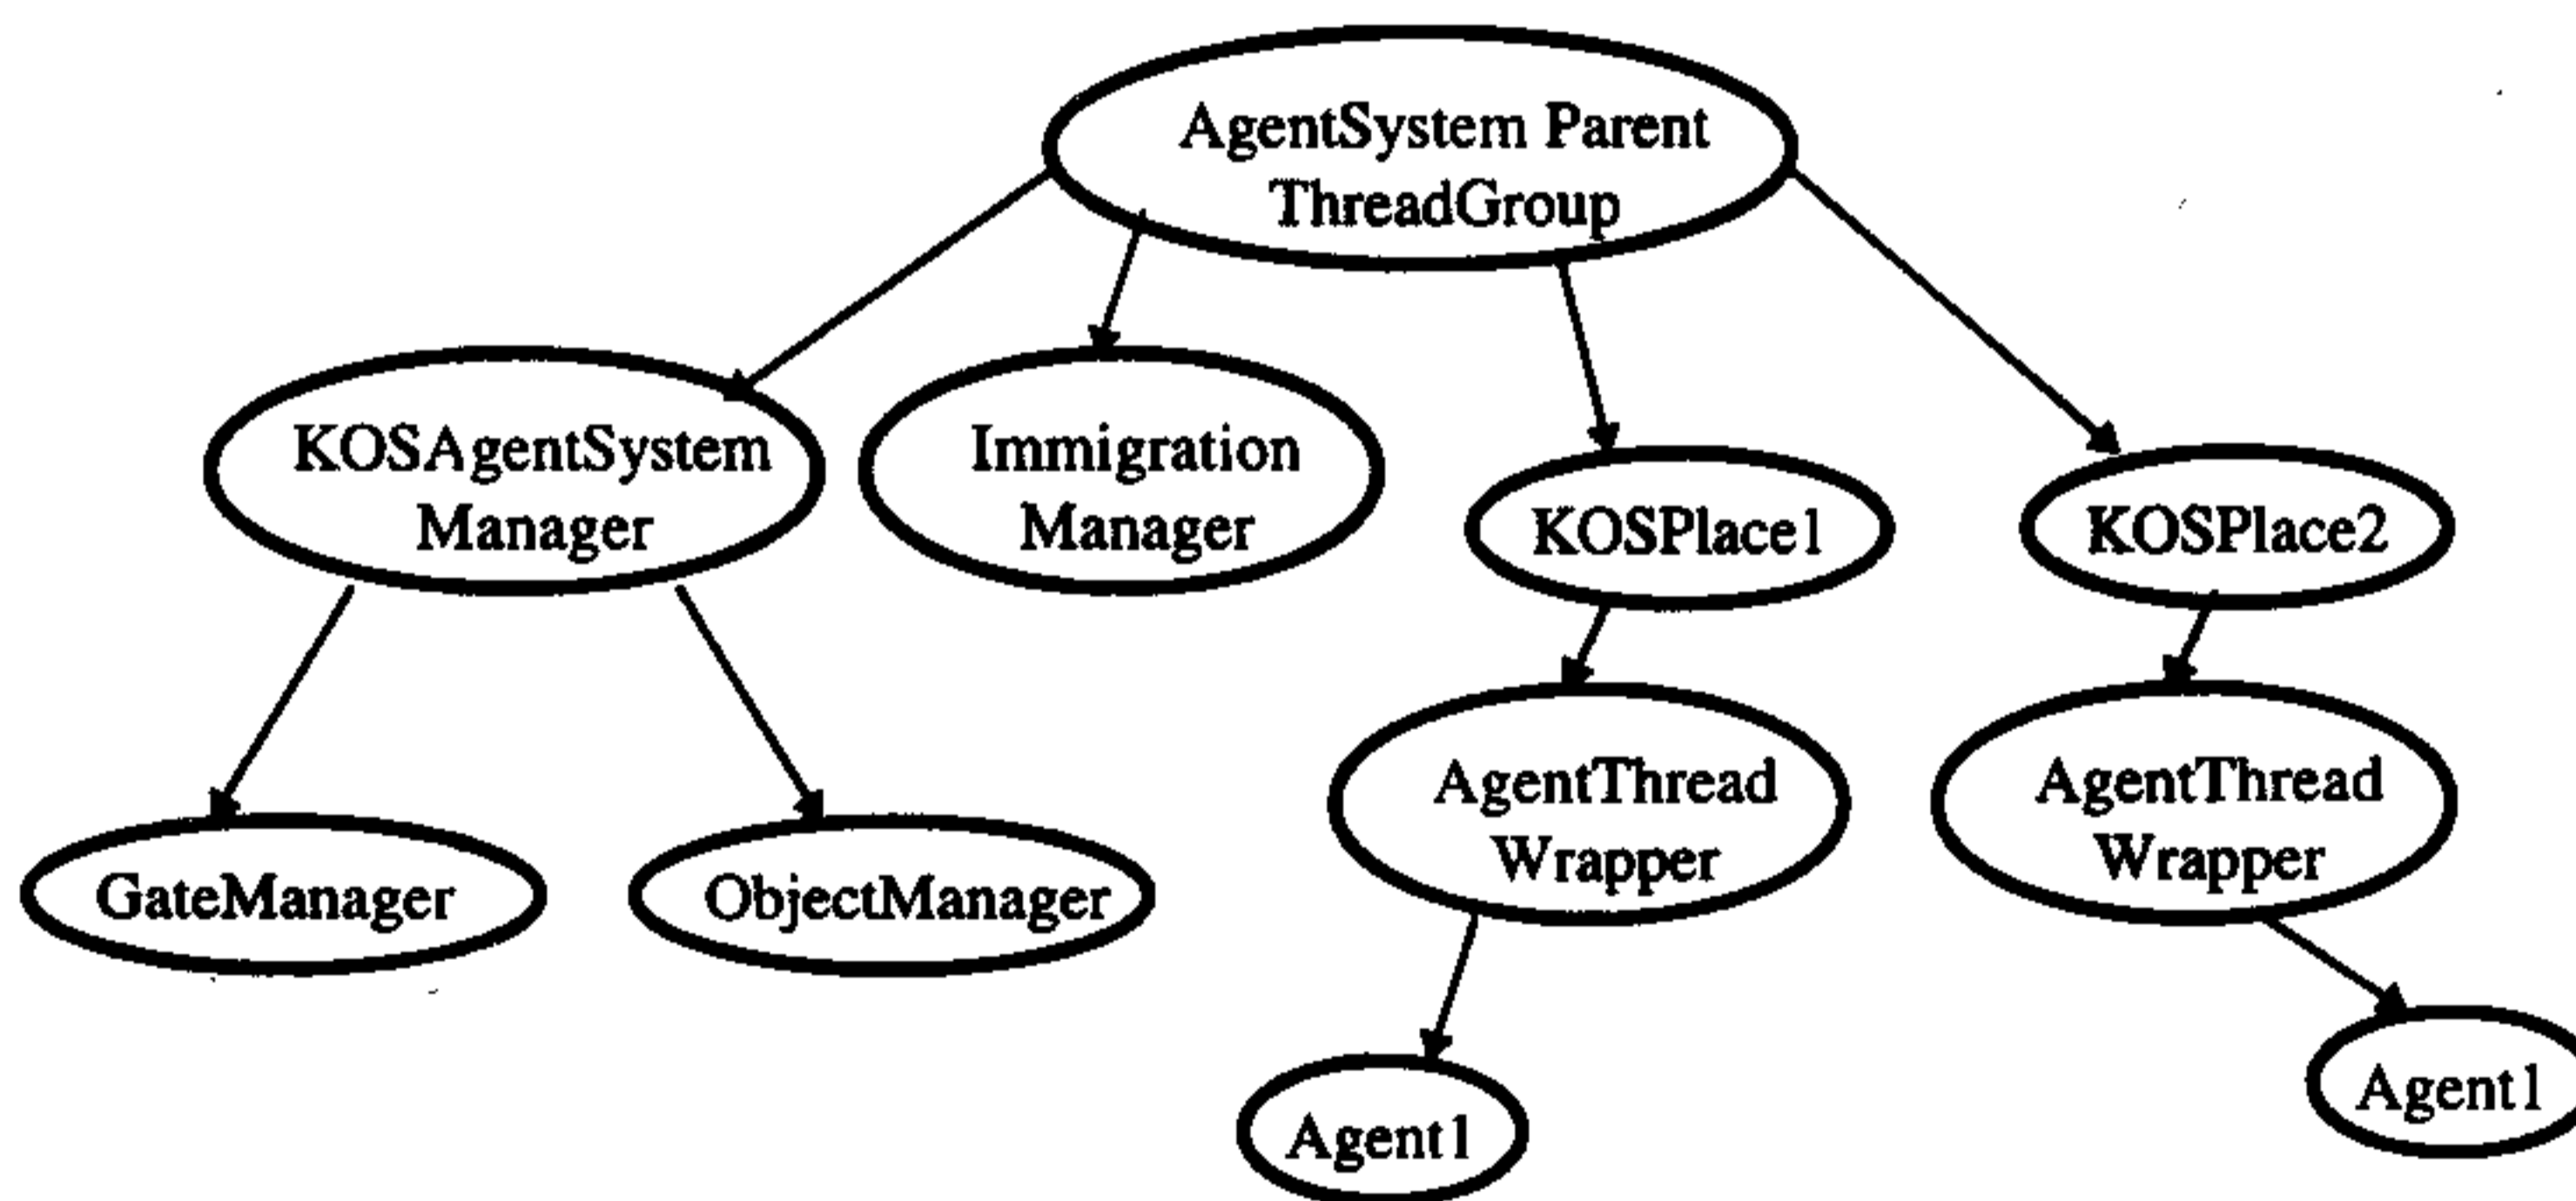 AgentSystem Parent
ThreadGroup
KOSAgentSystem
Manager
Immigration
Manager
KOSPlace1
KOSPlace2
AgentThread
Wrapper
AgentThread
Wrapper
GateManager
ObjectManager
Agent1
Agent1